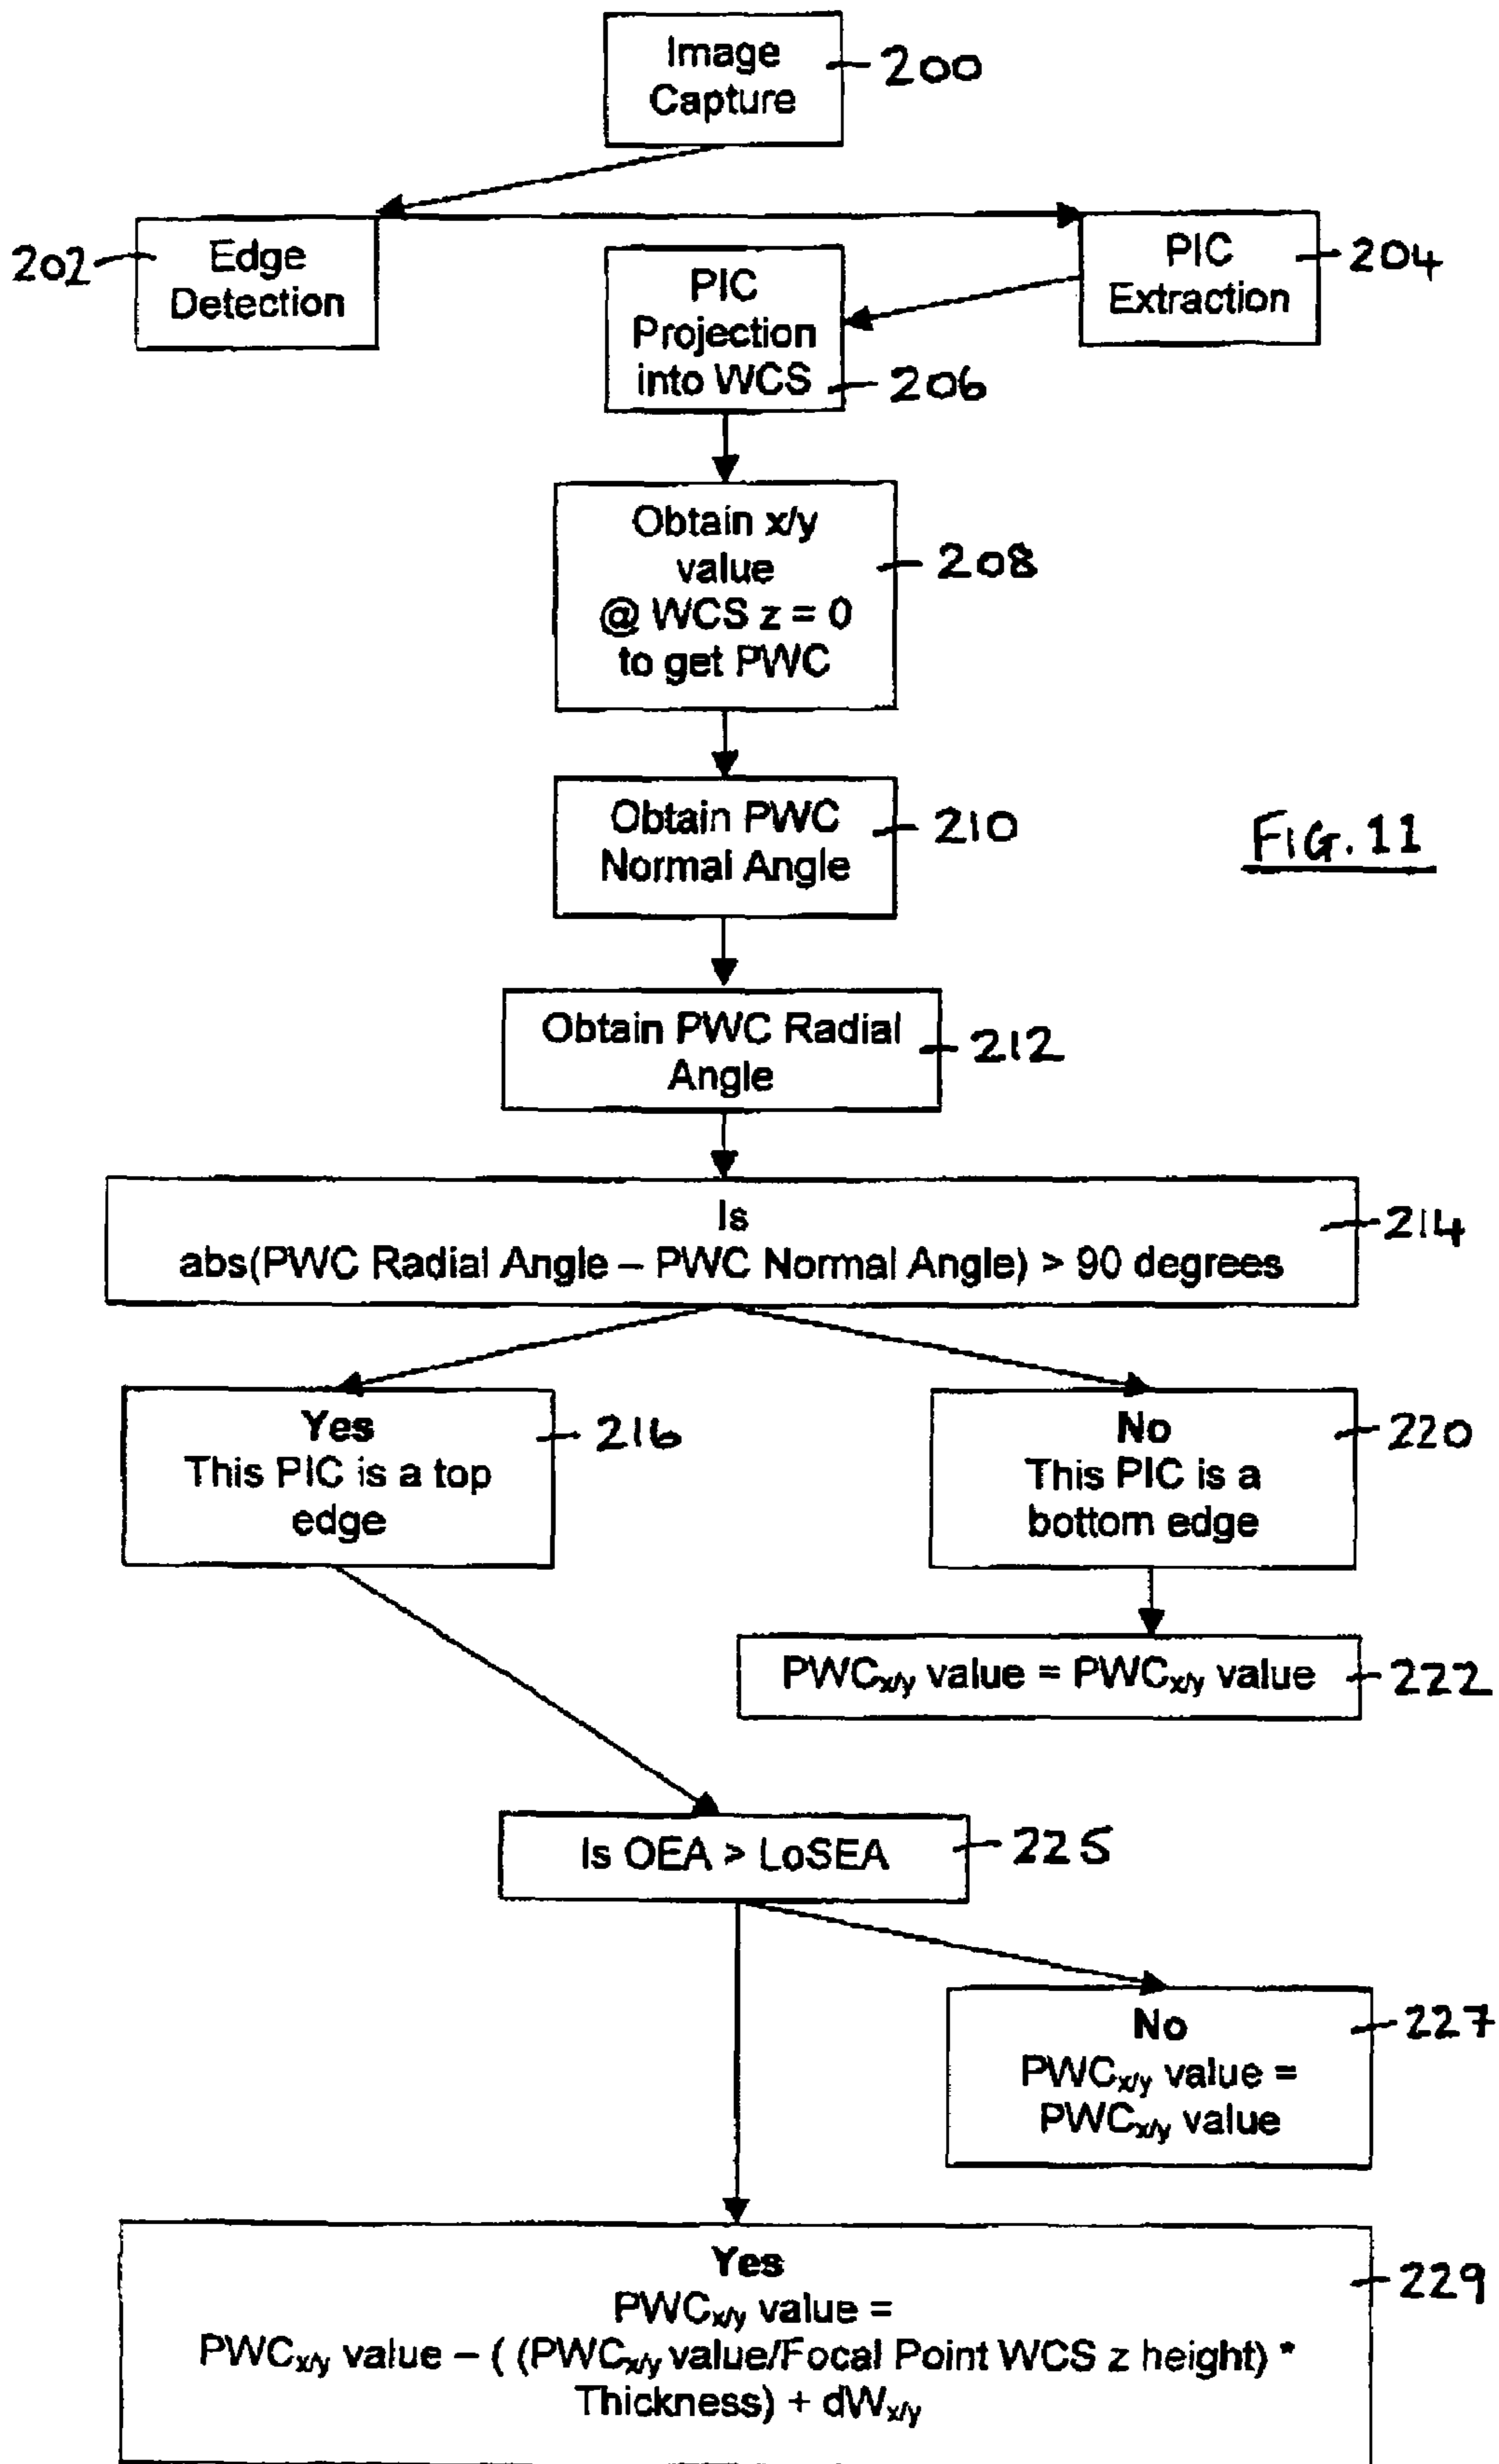 Image
Capture
200
202
Edge
Detection
PIC
Extraction
204
PIC
Projection
into WCS
206
Obtain x/y
value
@ WCS z = 0
to get PWC
208
Obtain PWC
Normal Angle
210
FIG. 11
Obtain PWC Radial
Angle
212
Is
abs(PWC Radial Angle – PWC Normal Angle) > 90 degrees
214
Yes
This PIC is a top
edge
216
No
This PIC is a
bottom edge
220
PWCx/y value = PWCx/y value
222
Is OEA > LoSEA
225
No
PWCx/y value =
PWCx/y value
227
Yes
PWCx/y value =
PWCx/y value – ( (PWCx/y value/Focal Point WCS z height) *
Thickness) + dWx/y
229